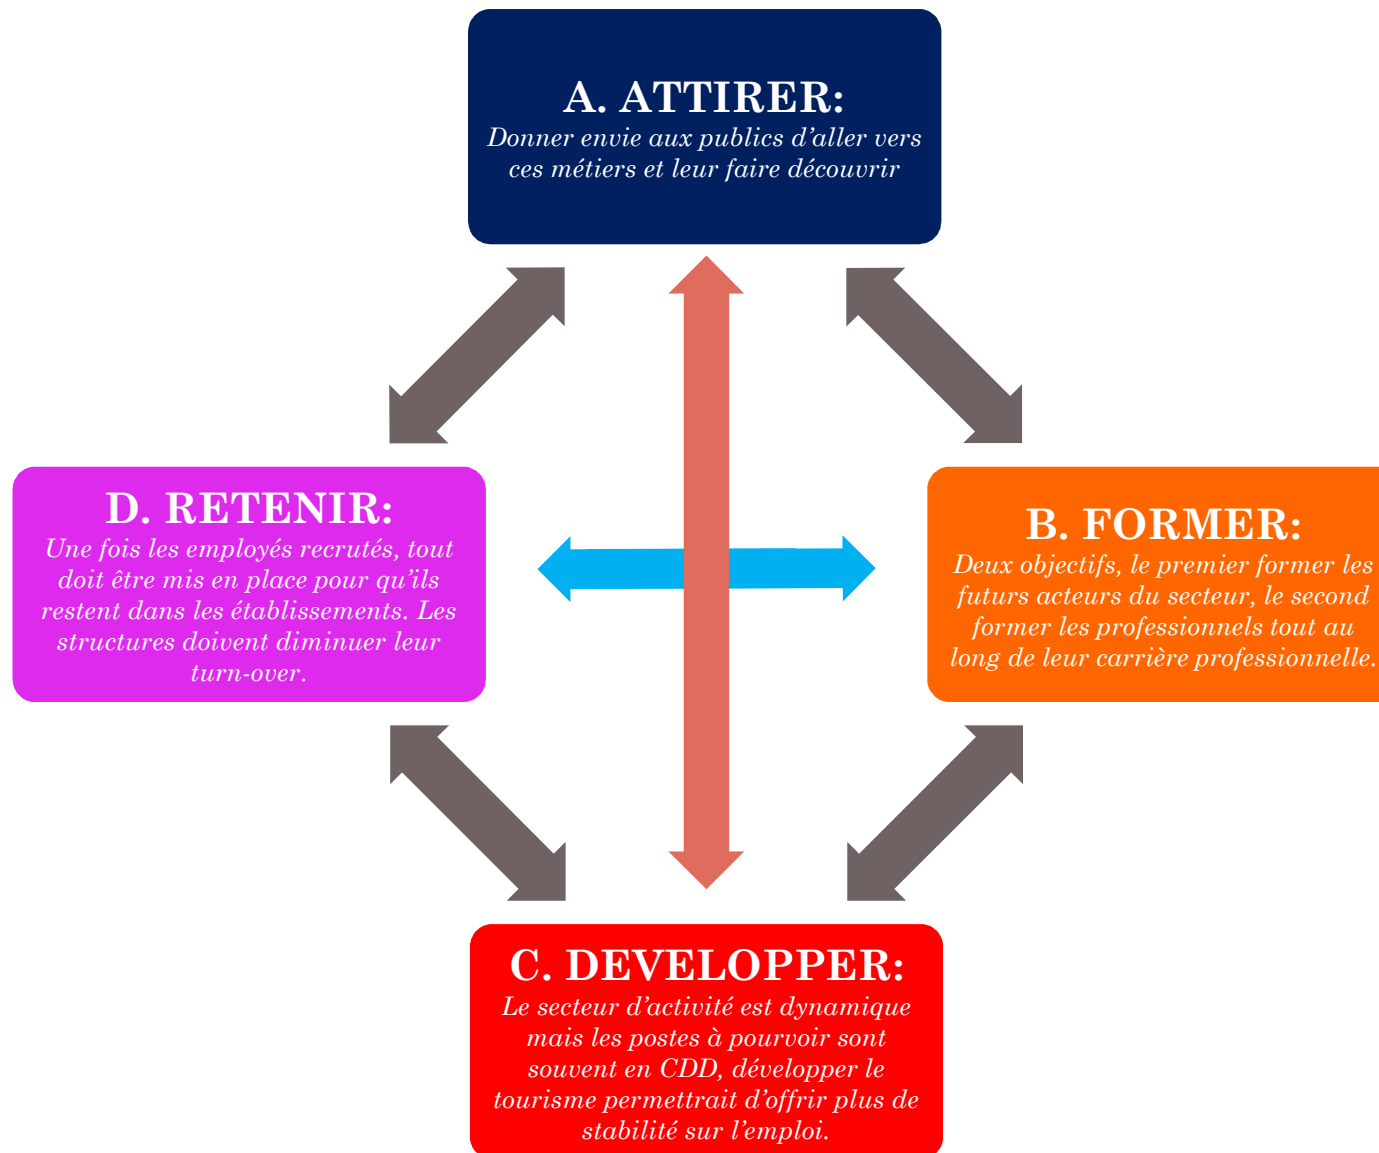 A. ATTIRER:
Donner envie aux publics d’aller vers
ces métiers et leur faire découvrir
D. RETENIR:
Une fois les employés recrutés, tout
doit être mis en place pour qu’ils
restent dans les établissements. Les
structures doivent diminuer leur
turn-over.
B. FORMER:
Deux objectifs, le premier former les
futurs acteurs du secteur, le second
former les professionnels tout au
long de leur carrière professionnelle.
C. DEVELOPPER:
Le secteur d’activité est dynamique
mais les postes à pourvoir sont
souvent en CDD, développer le
tourisme permettrait d’offrir plus de
stabilité sur l’emploi.